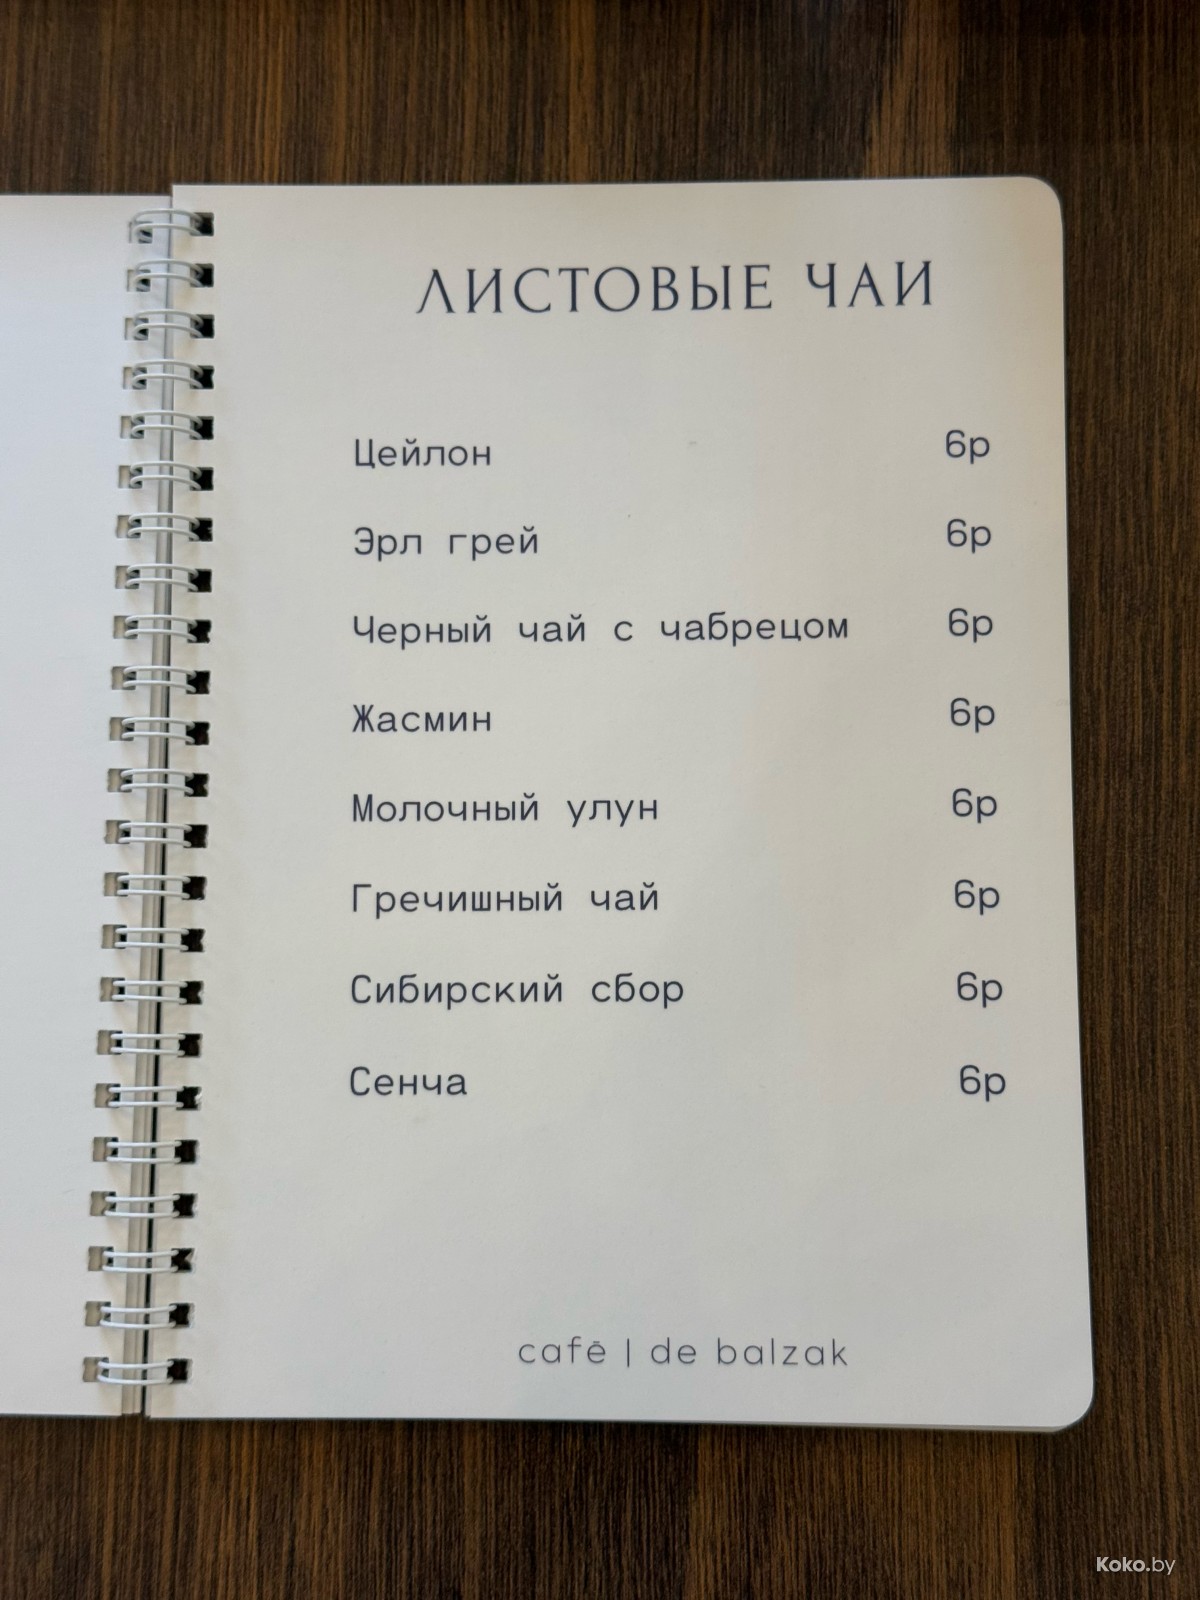 ЛИСТОВЫЕ ЧАИ
Цейлон 6р
Эрл грей 6р
Черный чай с чабрецом 6р
Жасмин 6р
Молочный улун 6р
Гречишный чай 6р
Сибирский сбор 6р
Сенча 6р
cafē | de balzak
Koko.by